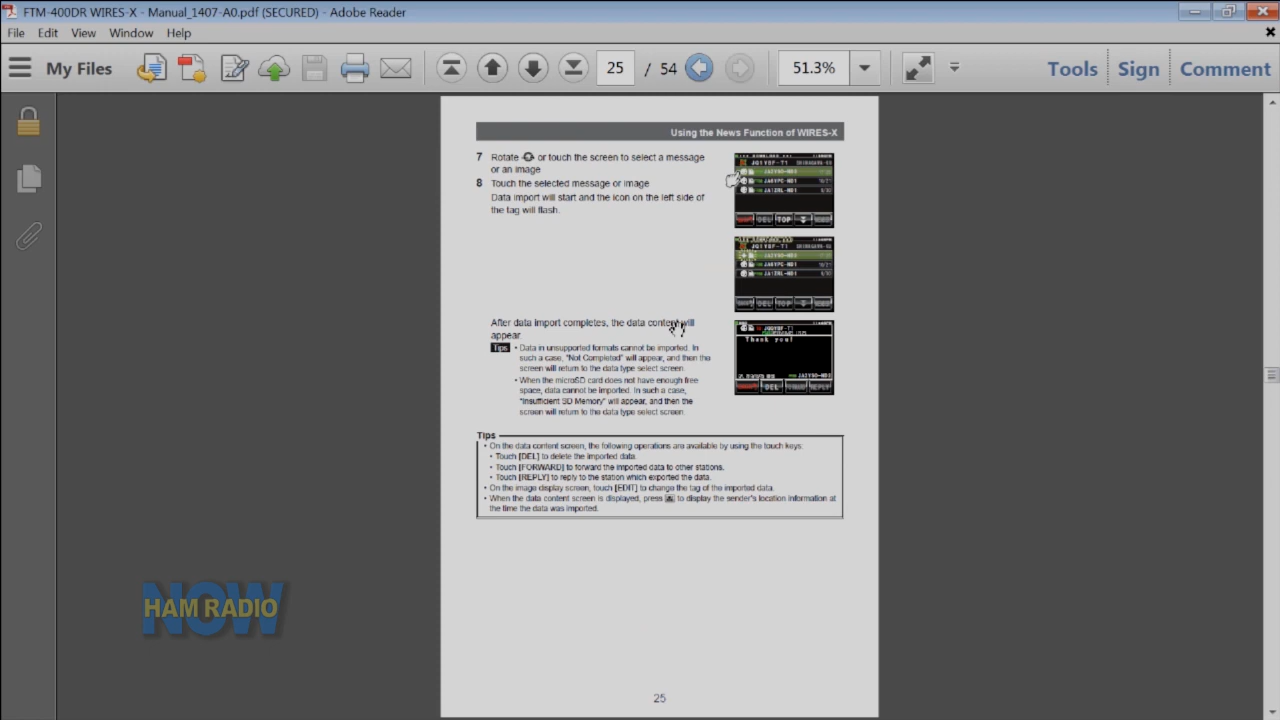 FTM-400DR WIRES-X - Manual_1407-A0.pdf (SECURED) - Adobe Reader
File Edit View Window Help
My Files 25 / 54 51.3% Tools Sign Comment
Using the News Function of WIRES-X
7 Rotate or touch the screen to select a message
or an image
8 Touch the selected message or image
Data import will start and the icon on the left side of
the tag will flash.
JQ1YBF-T1
DEL TOP
JQ1YBF-T1
DEL TOP
After data import completes, the data content will
appear.
Tips • Data in unsupported formats cannot be imported. In
such a case, "Not Completed" will appear, and then the
screen will return to the data type select screen.
• When the microSD card does not have enough free
space, data cannot be imported. In such a case,
"Insufficient SD Memory" will appear, and then the
screen will return to the data type select screen.
Thank you!
DEL REPLY
Tips
• On the data content screen, the following operations are available by using the touch keys.
• Touch [DEL] to delete the imported data.
• Touch [FORWARD] to forward the imported data to other stations.
• Touch [REPLY] to reply to the station which exported the data.
• On the image display screen, touch [EDIT] to change the tag of the imported data.
• When the data content screen is displayed, press to display the sender's location information at
the time the data was imported.
NOW
HAM RADIO
25